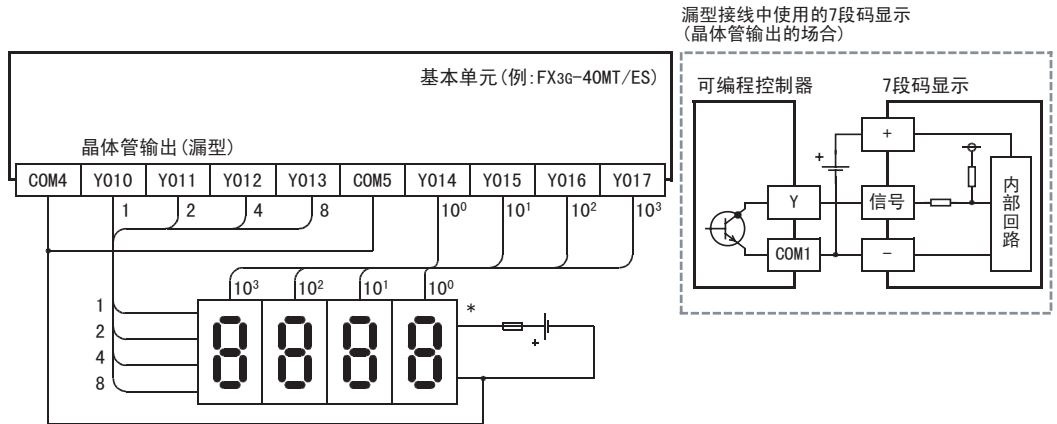 漏型接线中使用的7段码显示
(晶体管输出的场合)
基本单元(例:FX3G-40MT/ES)
可编程控制器 7段码显示
晶体管输出(漏型)
COM4 Y010 Y011 Y012 Y013 COM5 Y014 Y015 Y016 Y017
1 2 4 8 10⁰ 10¹ 10² 10³
+
+
Y 信号
内部回路
COM1 −
10³ 10² 10¹ 10⁰
*
1
2
4
8
8 8 8 8
+